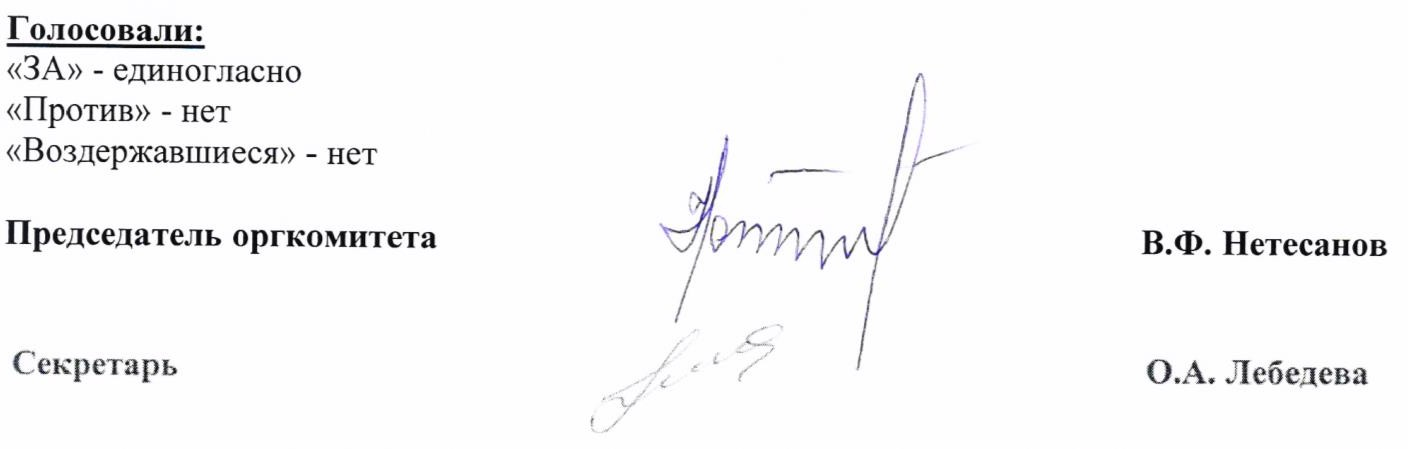 Голосовали:
«ЗА» - единогласно
«Против» - нет
«Воздержавшиеся» - нет
Председатель оргкомитета В.Ф. Нетесанов
Секретарь О.А. Лебедева